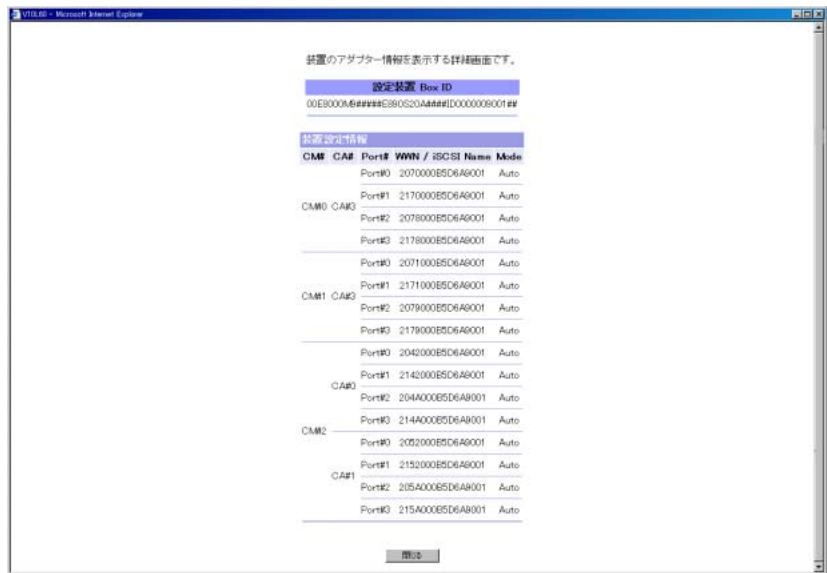 VT0L60 - Microsoft Internet Explorer
装置のアダプター情報を表示する詳細画面です。
設定装置 Box ID
00E8000M9#####E890S20A####ID0000009001##
装置設定情報
CM# CA# Port# WWN / iSCSI Name Mode
CM#0 CA#3 Port#0 2070000B5D6A9001 Auto
Port#1 2170000B5D6A9001 Auto
Port#2 2078000B5D6A9001 Auto
Port#3 2178000B5D6A9001 Auto
CM#1 CA#3 Port#0 2071000B5D6A9001 Auto
Port#1 2171000B5D6A9001 Auto
Port#2 2079000B5D6A9001 Auto
Port#3 2179000B5D6A9001 Auto
CM#2 CA#0 Port#0 2042000B5D6A9001 Auto
Port#1 2142000B5D6A9001 Auto
Port#2 204A000B5D6A9001 Auto
Port#3 214A000B5D6A9001 Auto
CA#1 Port#0 2052000B5D6A9001 Auto
Port#1 2152000B5D6A9001 Auto
Port#2 205A000B5D6A9001 Auto
Port#3 215A000B5D6A9001 Auto
閉じる